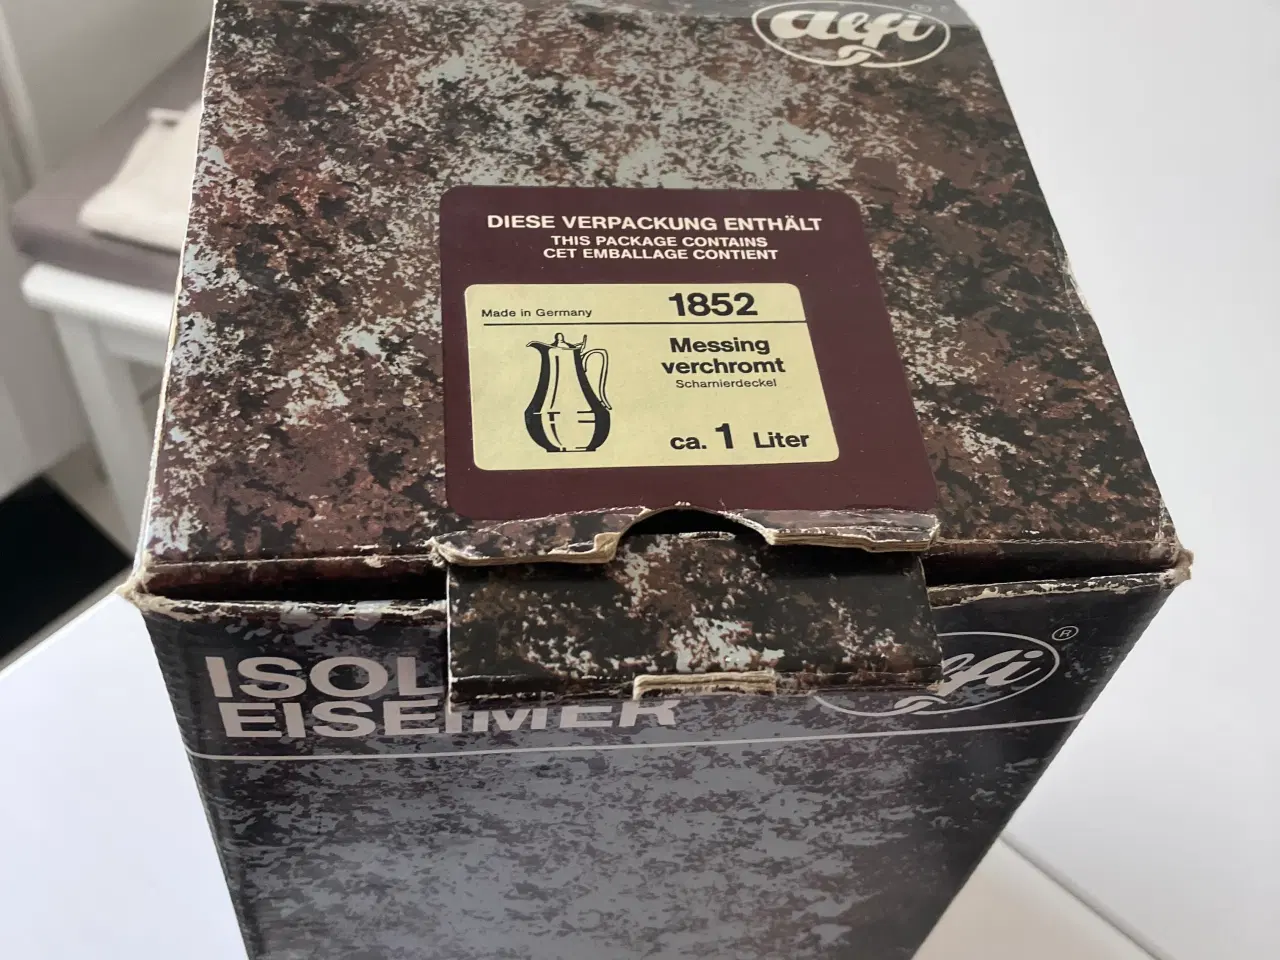 alfi
DIESE VERPACKUNG ENTHÄLT
THIS PACKAGE CONTAINS
CET EMBALLAGE CONTIENT
Made in Germany
1852
Messing
verchromt
Scharnierdeckel
ca. 1 Liter
EISEIMER
alfi ®